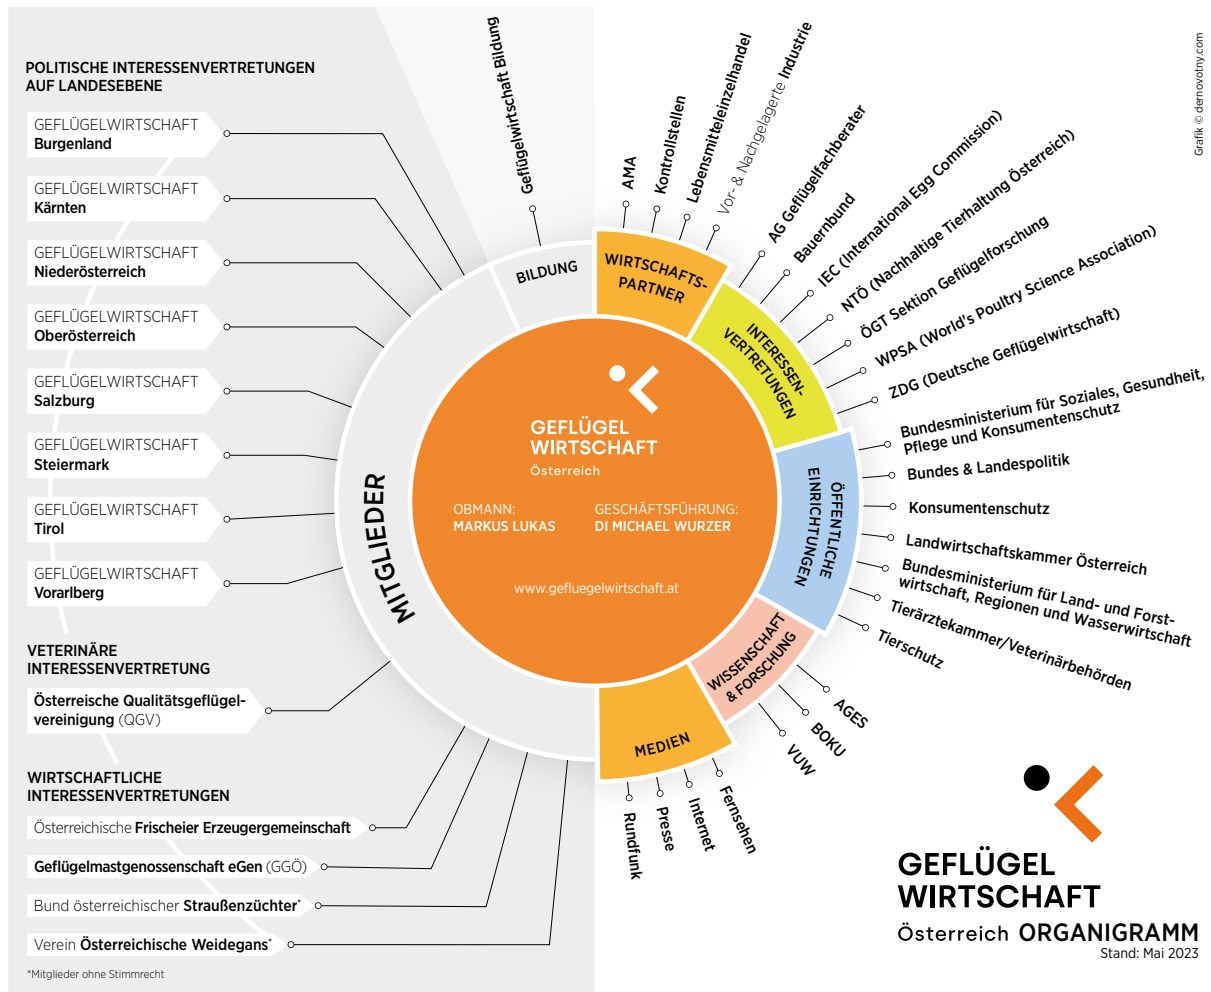 POLITISCHE INTERESSENVERTRETUNGEN
AUF LANDESEBENE
GEFLÜGELWIRTSCHAFT
Burgenland
GEFLÜGELWIRTSCHAFT
Kärnten
GEFLÜGELWIRTSCHAFT
Niederösterreich
GEFLÜGELWIRTSCHAFT
Oberösterreich
GEFLÜGELWIRTSCHAFT
Salzburg
GEFLÜGELWIRTSCHAFT
Steiermark
GEFLÜGELWIRTSCHAFT
Tirol
GEFLÜGELWIRTSCHAFT
Vorarlberg
VETERINÄRE
INTERESSENVERTRETUNG
Österreische Qualitätsgeflügel-
vereinigung (QGV)
WIRTSCHAFTLICHE
INTERESSENVERTRETUNGEN
Österreichische Frischeier Erzeugergemeinschaft
Geflügelmastgenossenschaft eGen (GGÖ)
Bund österreichischer Straußenzüchter*
Verein Österreichische Weidegans*
*Mitglieder ohne Stimmrecht
MITGLIEDER
BILDUNG
Geflügelwirtschaft Bildung
WIRTSCHAFTS-
PARTNER
AMA
Kontrollstellen
Lebensmitteleinzelhandel
Vor- & Nachgelagerte Industrie
INTERESSEN-
VERTRETUNGEN
AG Geflügelfachberater
Bauernbund
IEC (International Egg Commission)
NTÖ (Nachhaltige Tierhaltung Österreich)
ÖGT Sektion Geflügelforschung
WPSA (World's Poultry Science Association)
ZDG (Deutsche Geflügelwirtschaft)
ÖFFENTLICHE
EINRICHTUNGEN
Bundesministerium für Soziales, Gesundheit,
Pflege und Konsumentenschutz
Bundes & Landespolitik
Konsumentenschutz
Landwirtschaftskammer Österreich
Bundesministerium für Land- und Forst-
wirtschaft, Regionen und Wasserwirtschaft
Tierärztekammer/Veterinärbehörden
Tierschutz
WISSENSCHAFT
& FORSCHUNG
AGES
BOKU
VUW
MEDIEN
Fernsehen
Internet
Presse
Rundfunk
GEFLÜGEL
WIRTSCHAFT
Österreich
OBMANN:
MARKUS LUKAS
GESCHÄFTSFÜHRUNG:
DI MICHAEL WURZER
www.gefluegelwirtschaft.at
Grafik © dernovotny.com
GEFLÜGEL
WIRTSCHAFT
Österreich ORGANIGRAMM
Stand: Mai 2023